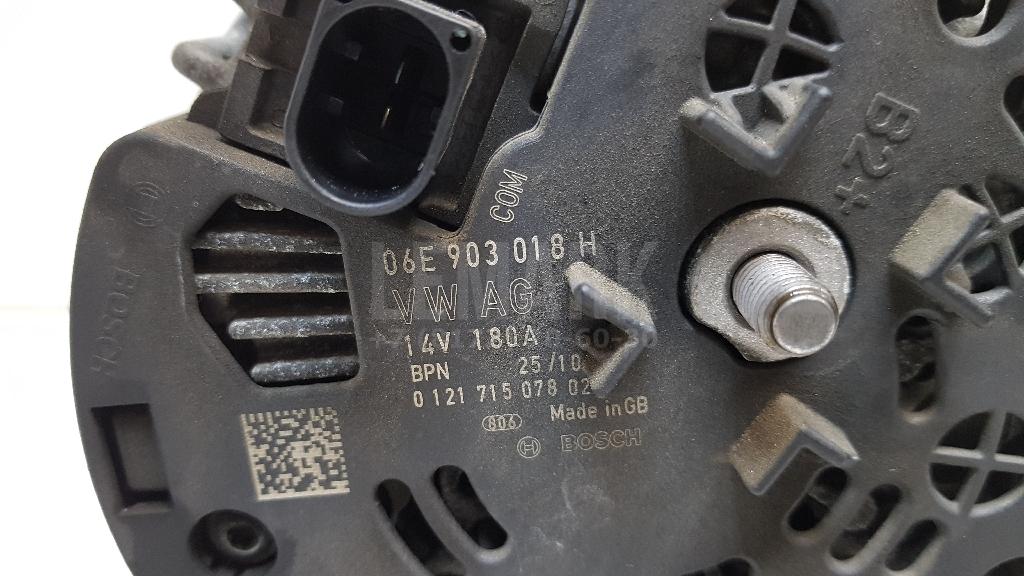 B2+
COM
06E 903 018 H
VW AG
14V 180A
BPN 25/10
0 121 715 078 02
806 Made in GB
BOSCH
BOSCH